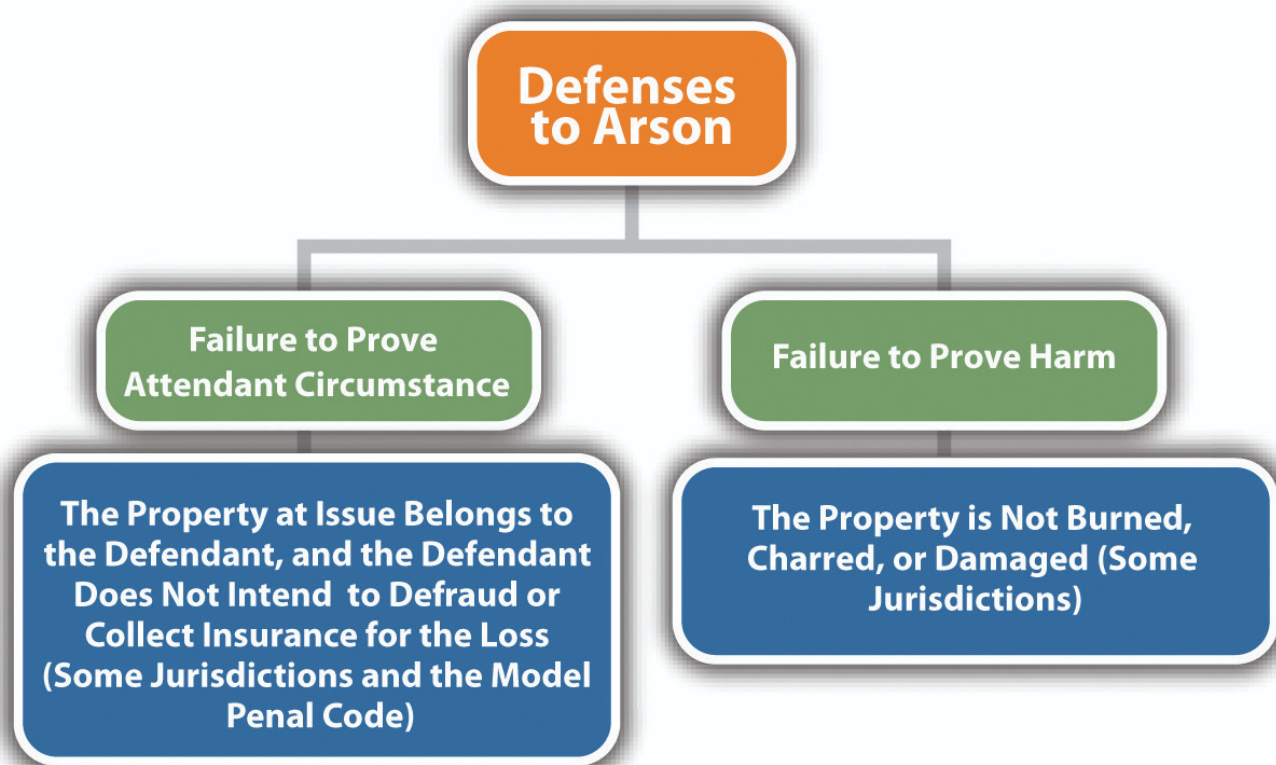 Defenses
to Arson
Failure to Prove
Attendant Circumstance
Failure to Prove Harm
The Property at Issue Belongs to
the Defendant, and the Defendant
Does Not Intend to Defraud or
Collect Insurance for the Loss
(Some Jurisdictions and the Model
Penal Code)
The Property is Not Burned,
Charred, or Damaged (Some
Jurisdictions)